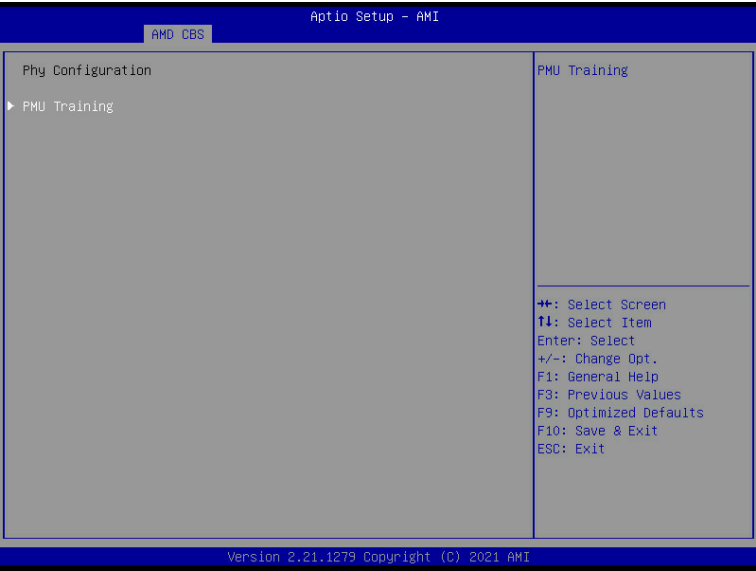 Aptio Setup – AMI
AMD CBS
Phy Configuration
PMU Training
PMU Training
→←: Select Screen
↑↓: Select Item
Enter: Select
+/-: Change Opt.
F1: General Help
F3: Previous Values
F9: Optimized Defaults
F10: Save & Exit
ESC: Exit
Version 2.21.1279 Copyright (C) 2021 AMI